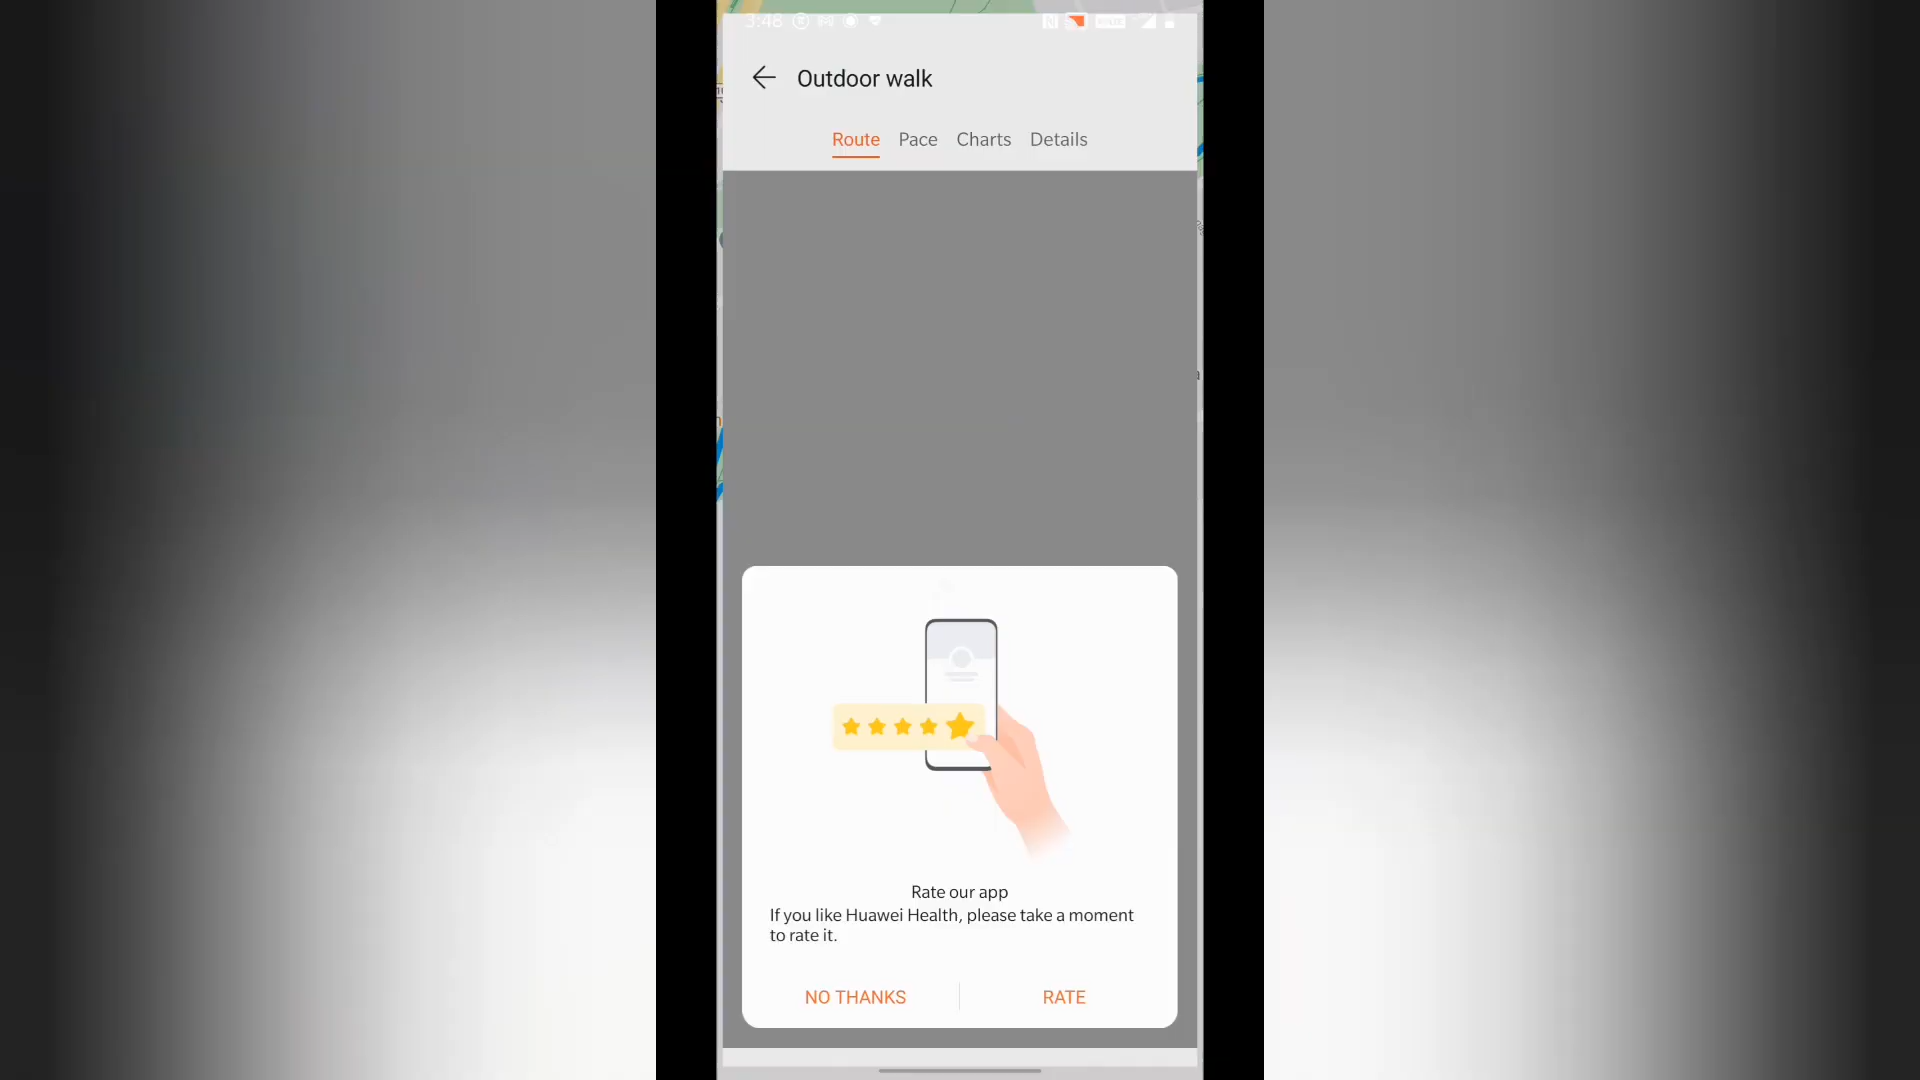 3:48
Outdoor walk
Route Pace Charts Details
Rate our app
If you like Huawei Health, please take a moment
to rate it.
NO THANKS RATE